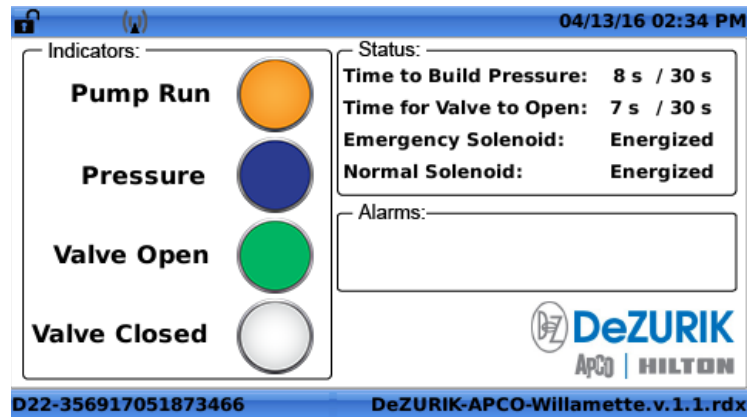 04/13/16 02:34 PM
Indicators:
Pump Run
Pressure
Valve Open
Valve Closed
Status:
Time to Build Pressure: 8 s / 30 s
Time for Valve to Open: 7 s / 30 s
Emergency Solenoid: Energized
Normal Solenoid: Energized
Alarms:
DZ DeZURIK
APCO | HILTON
D22-356917051873466 DeZURIK-APCO-Willamette.v.1.1.rdx